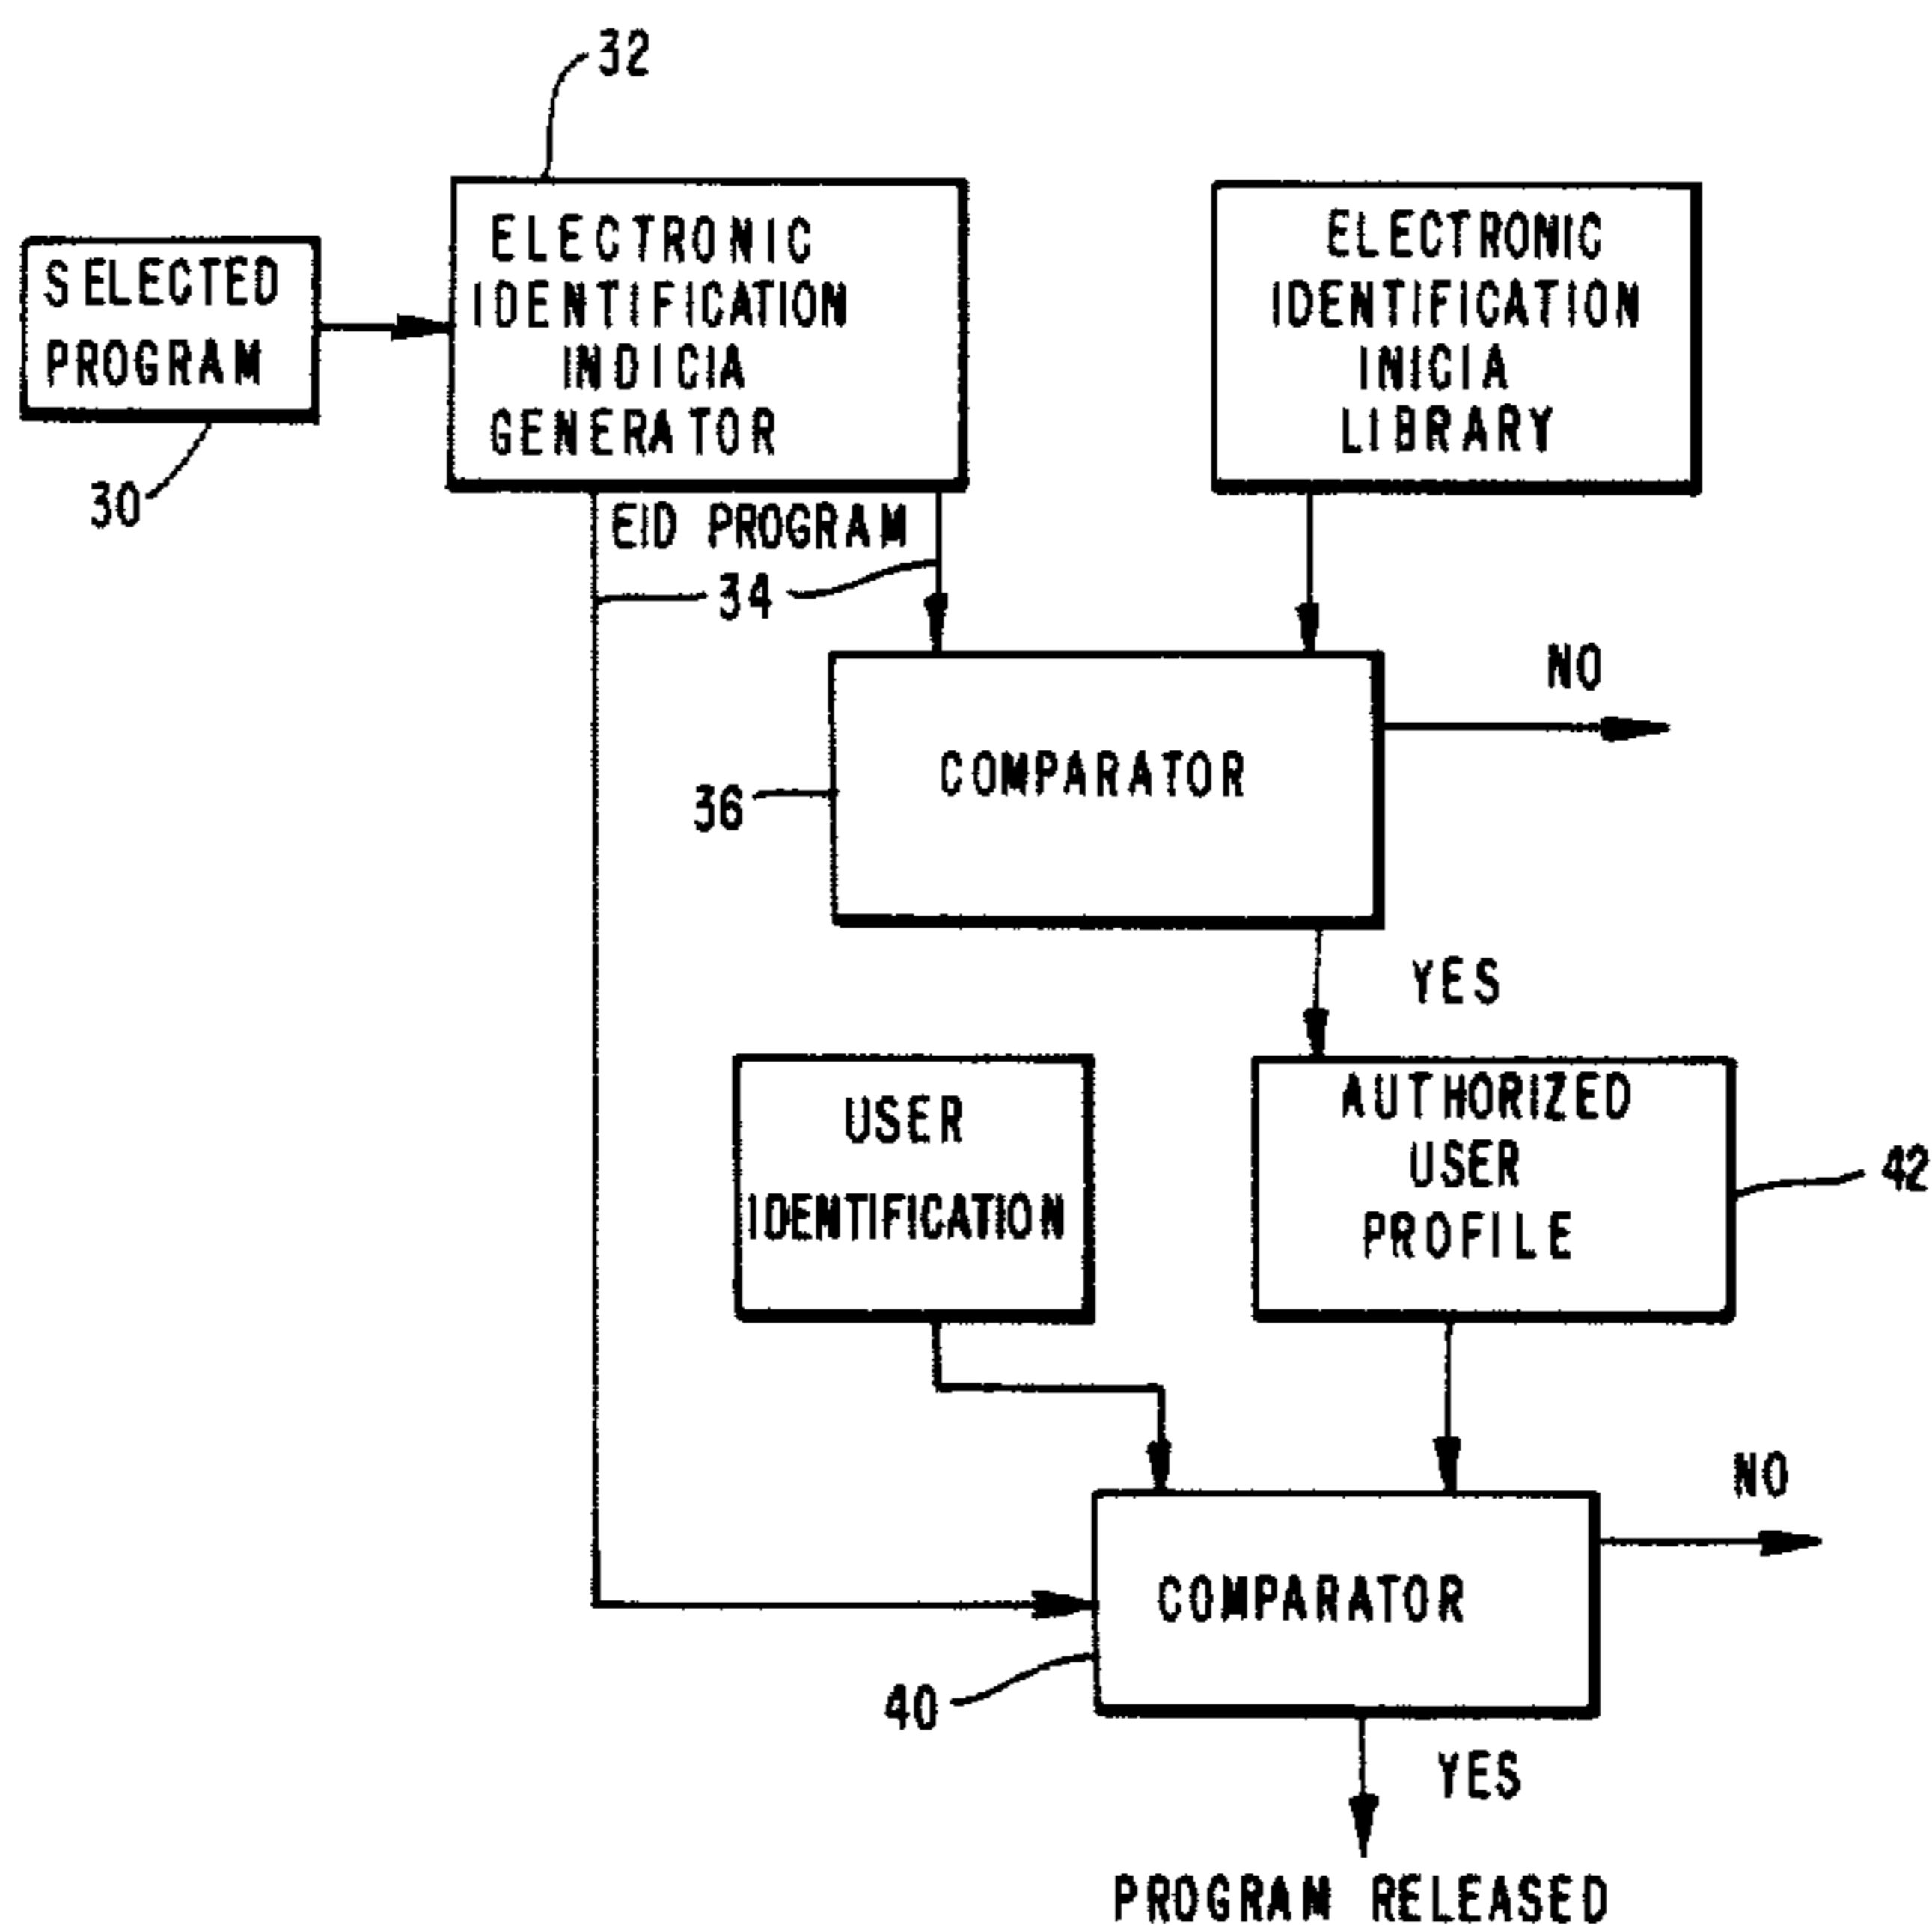 32
SELECTED
PROGRAM
30
ELECTRONIC
IDENTIFICATION
INDICIA
GENERATOR
ELECTRONIC
IDENTIFICATION
INICIA
LIBRARY
EID PROGRAM
34
NO
COMPARATOR
36
YES
USER
IDENTIFICATION
AUTHORIZED
USER
PROFILE
42
NO
COMPARATOR
40
YES
PROGRAM RELEASED